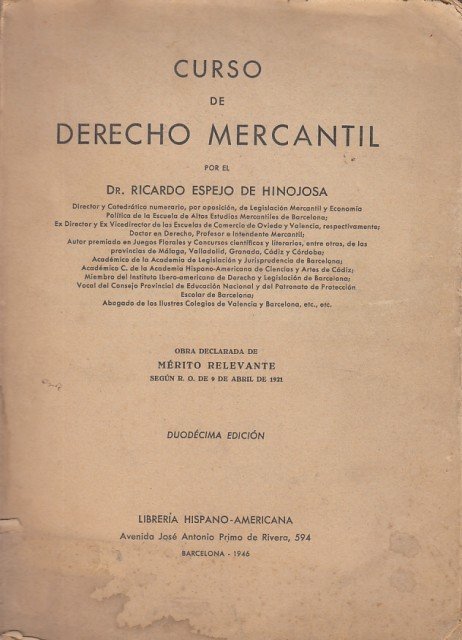 CURSO
DE
DERECHO MERCANTIL
POR EL
DR. RICARDO ESPEJO DE HINOJOSA
Director y Catedrático numerario, por oposición, de Legislación Mercantil y Economía
Política de la Escuela de Altos Estudios Mercantiles de Barcelona;
Ex Director y Ex Vicedirector de las Escuelas de Comercio de Oviedo y Valencia, respectivamente;
Doctor en Derecho, Profesor e Intendente Mercantil;
Autor premiado en Juegos Florales y Concursos científicos y literarios, entre otros, de las
provincias de Málaga, Valladolid, Granada, Cádiz y Córdoba;
Académico de la Academia de Legislación y Jurisprudencia de Barcelona;
Académico C. de la Academia Hispano-Americana de Ciencias y Artes de Cádiz;
Miembro del Instituto Ibero-americano de Derecho y Legislación de Barcelona;
Vocal del Consejo Provincial de Educación Nacional y del Patronato de Protección
Escolar de Barcelona;
Abogado de los Ilustres Colegios de Valencia y Barcelona, etc., etc.
OBRA DECLARADA DE
MÉRITO RELEVANTE
SEGÚN R. O. DE 9 DE ABRIL DE 1921
DUODÉCIMA EDICIÓN
LIBRERÍA HISPANO-AMERICANA
Avenida José Antonio Primo de Rivera, 594
BARCELONA - 1946